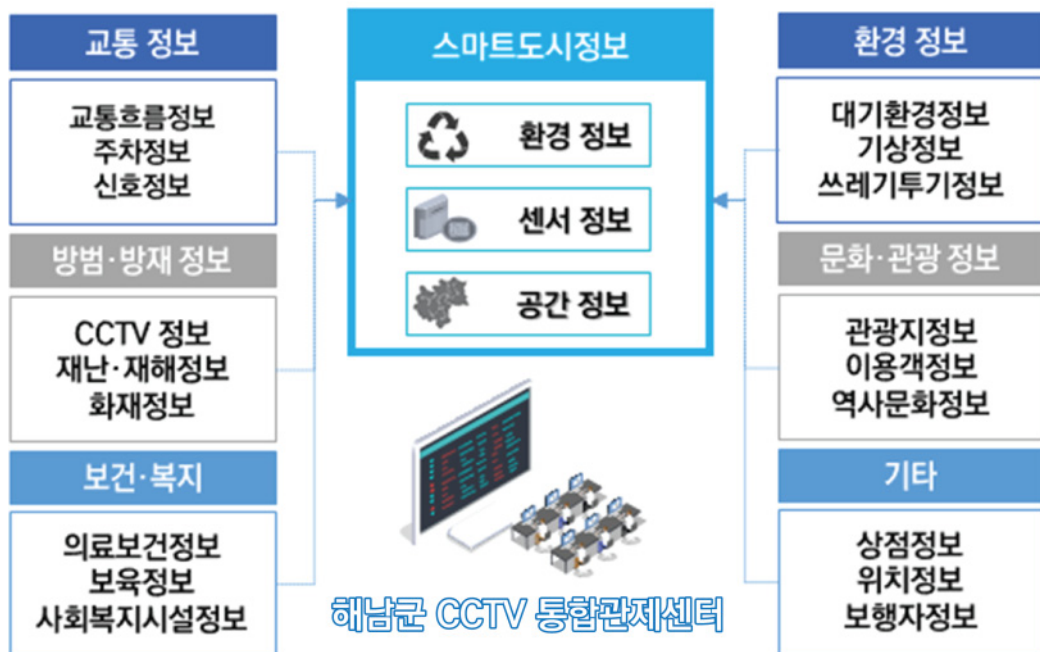 교통 정보
교통흐름정보
주차정보
신호정보
방범·방재 정보
CCTV 정보
재난·재해정보
화재정보
보건·복지
의료보건정보
보육정보
사회복지시설정보
스마트도시정보
환경 정보
센서 정보
공간 정보
해남군 CCTV 통합관제센터
환경 정보
대기환경정보
기상정보
쓰레기투기정보
문화·관광 정보
관광지정보
이용객정보
역사문화정보
기타
상점정보
위치정보
보행자정보